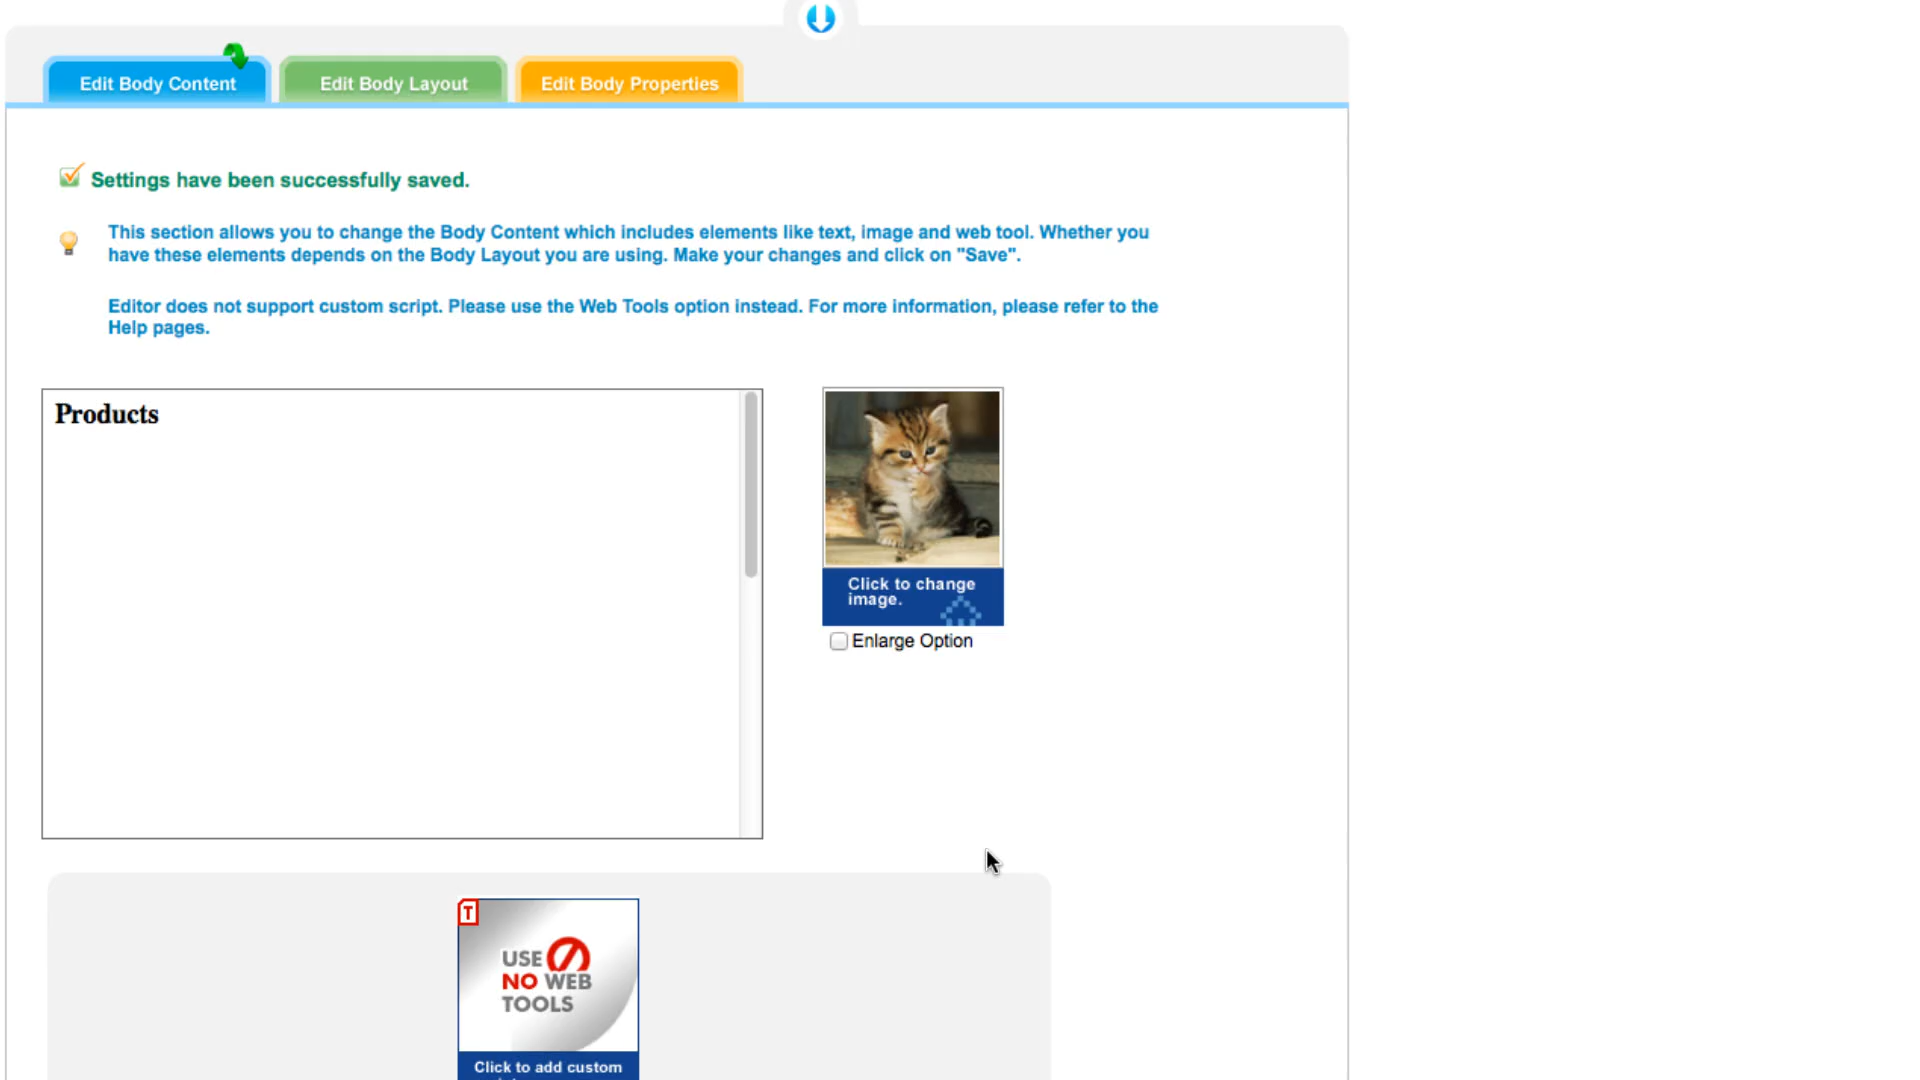 Edit Body Content
Edit Body Layout
Edit Body Properties
Settings have been successfully saved.
This section allows you to change the Body Content which includes elements like text, image and web tool. Whether you
have these elements depends on the Body Layout you are using. Make your changes and click on "Save".
Editor does not support custom script. Please use the Web Tools option instead. For more information, please refer to the
Help pages.
Products
Click to change
image.
Enlarge Option
T
USE
NO WEB
TOOLS
Click to add custom